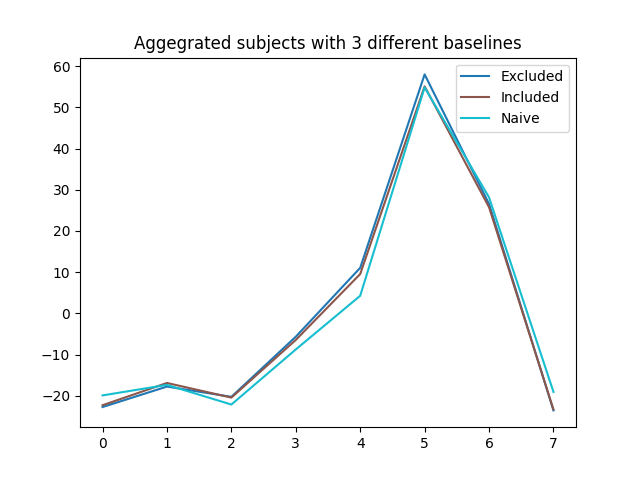 Aggegrated subjects with 3 different baselines
Excluded
Included
Naive
60
50
40
30
20
10
0
−10
−20
0 1 2 3 4 5 6 7